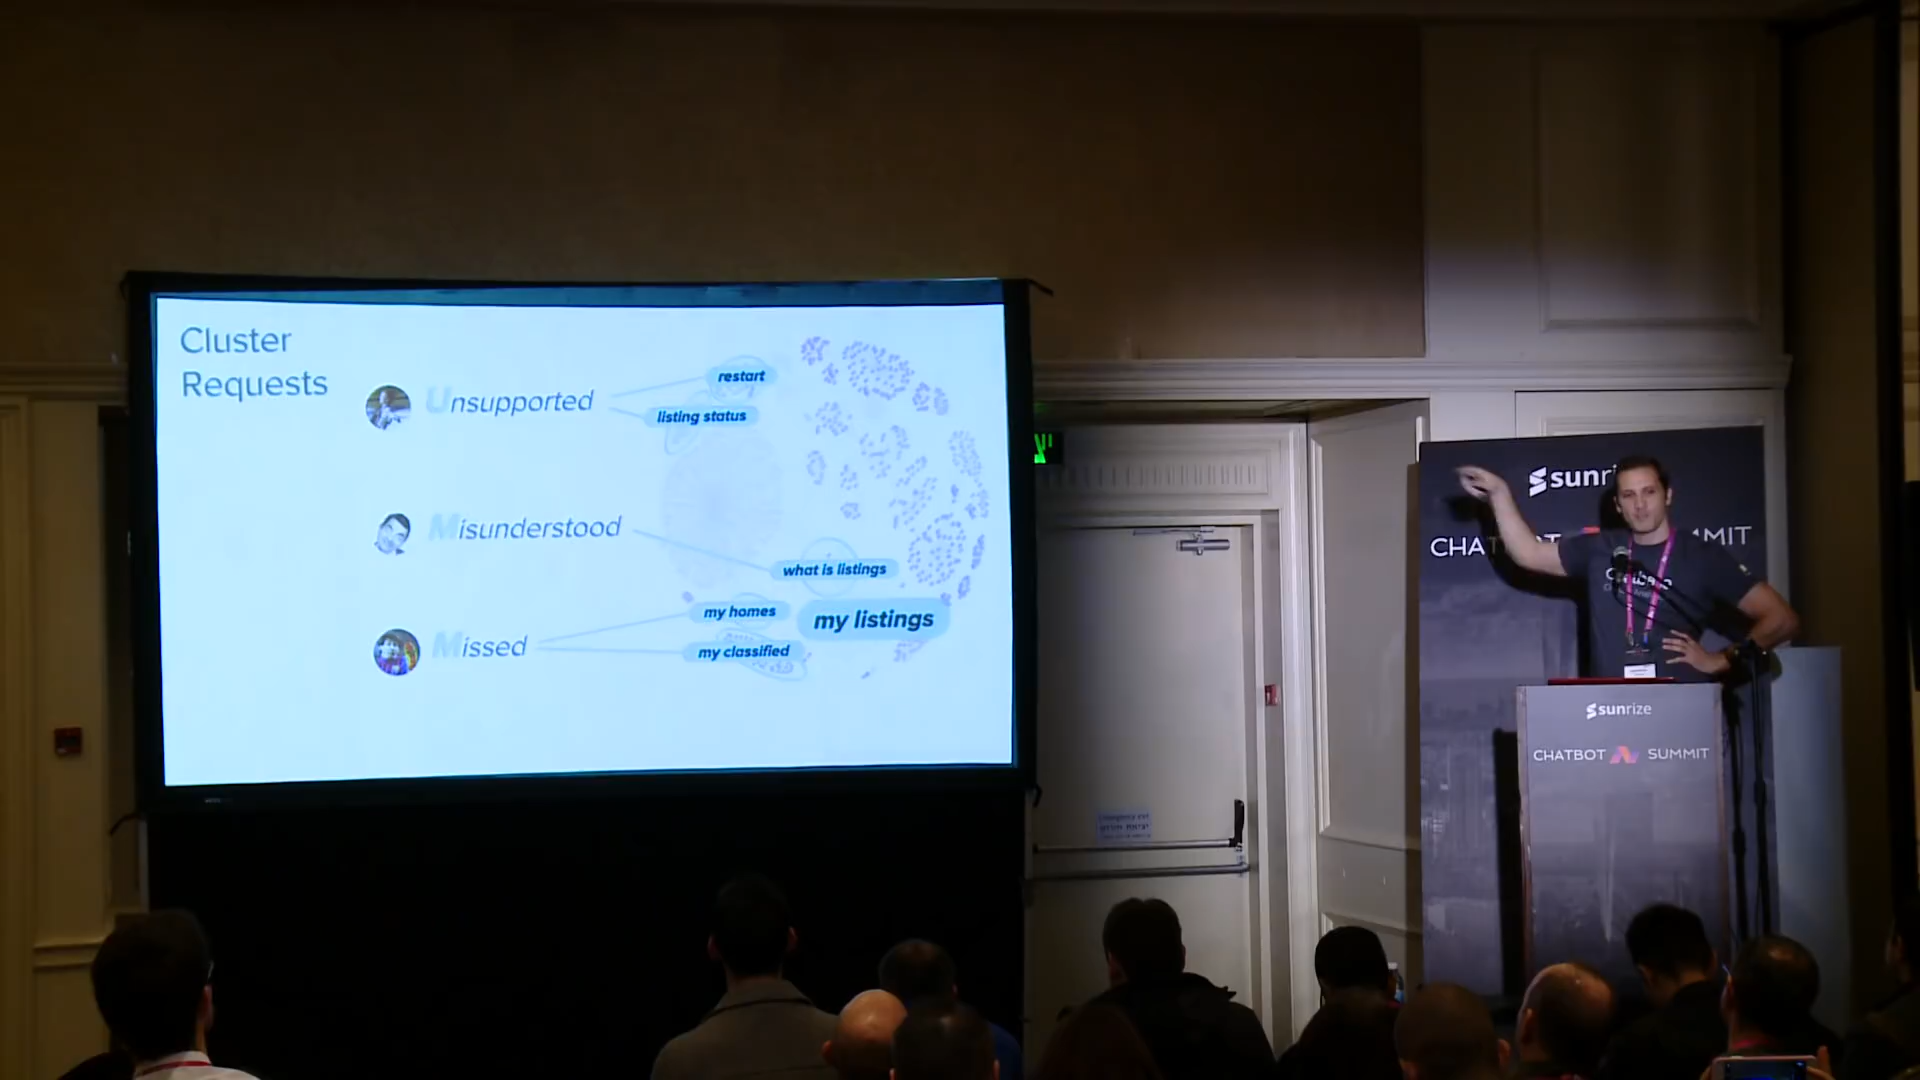 Cluster
Requests
Unsupported
restart
listing status
Misunderstood
what is listings
Missed
my homes
my classified
my listings
sunri
CHA
MMIT
sunrize
CHATBOT SUMMIT